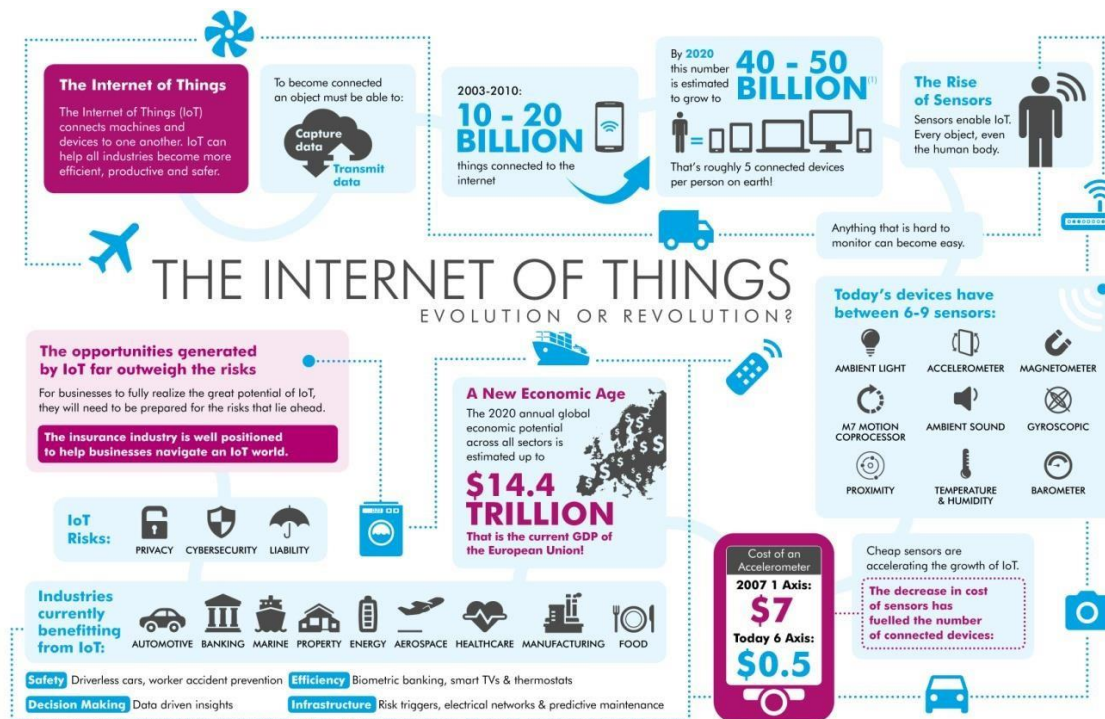 The Internet of Things
The Internet of Things (IoT)
connects machines and
devices to one another. IoT can
help all industries become more
efficient, productive and safer.
To become connected
an object must be able to:
Capture
data
Transmit
data
2003-2010:
10 - 20
BILLION
things connected to the
internet
By 2020
this number
is estimated
to grow to
40 - 50
BILLION(1)
=
That's roughly 5 connected devices
per person on earth!
The Rise
of Sensors
Sensors enable IoT.
Every object, even
the human body.
Anything that is hard to
monitor can become easy.
THE INTERNET OF THINGS
EVOLUTION OR REVOLUTION?
Today's devices have
between 6-9 sensors:
AMBIENT LIGHT
ACCELEROMETER
MAGNETOMETER
M7 MOTION
COPROCESSOR
AMBIENT SOUND
GYROSCOPIC
PROXIMITY
TEMPERATURE
& HUMIDITY
BAROMETER
The opportunities generated
by IoT far outweigh the risks
For businesses to fully realize the great potential of IoT,
they will need to be prepared for the risks that lie ahead.
The insurance industry is well positioned
to help businesses navigate an IoT world.
A New Economic Age
The 2020 annual global
economic potential
across all sectors is
estimated up to
$14.4
TRILLION
That is the current GDP of
the European Union!
IoT
Risks:
PRIVACY
CYBERSECURITY
LIABILITY
Cost of an
Accelerometer
2007 1 Axis:
$7
Today 6 Axis:
$0.5
Cheap sensors are
accelerating the growth of IoT.
The decrease in cost
of sensors has
fuelled the number
of connected devices:
Industries
currently
benefitting
from IoT:
AUTOMOTIVE
BANKING
MARINE
PROPERTY
ENERGY
AEROSPACE
HEALTHCARE
MANUFACTURING
FOOD
Safety Driverless cars, worker accident prevention
Efficiency Biometric banking, smart TVs & thermostats
Decision Making Data driven insights
Infrastructure Risk triggers, electrical networks & predictive maintenance